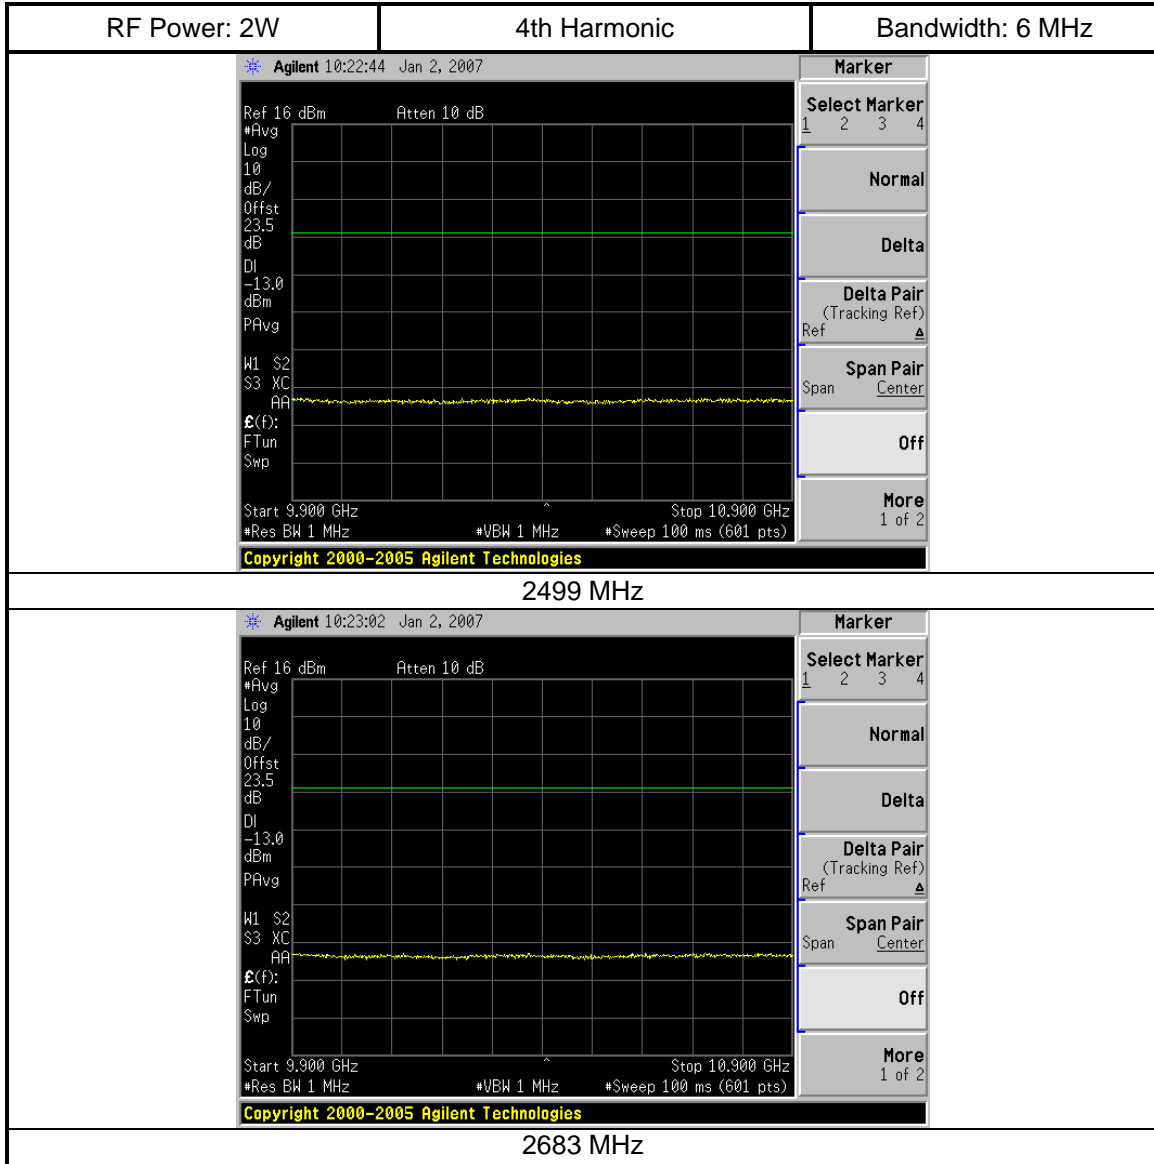 RF Power: 2W 4th Harmonic Bandwidth: 6 MHz
Agilent 10:22:44 Jan 2, 2007 Marker
Ref 16 dBm Atten 10 dB
#Avg
Log
10
dB/
Offst
23.5
dB
DI
-13.0
dBm
PAvg
W1 S2
S3 XC
AA
£(f):
FTun
Swp
Start 9.900 GHz ^ Stop 10.900 GHz
#Res BW 1 MHz #VBW 1 MHz #Sweep 100 ms (601 pts)
Copyright 2000-2005 Agilent Technologies
Select Marker
1 2 3 4
Normal
Delta
Delta Pair
(Tracking Ref)
Ref Δ
Span Pair
Span Center
Off
More
1 of 2
2499 MHz
Agilent 10:23:02 Jan 2, 2007 Marker
Ref 16 dBm Atten 10 dB
#Avg
Log
10
dB/
Offst
23.5
dB
DI
-13.0
dBm
PAvg
W1 S2
S3 XC
AA
£(f):
FTun
Swp
Start 9.900 GHz ^ Stop 10.900 GHz
#Res BW 1 MHz #VBW 1 MHz #Sweep 100 ms (601 pts)
Copyright 2000-2005 Agilent Technologies
Select Marker
1 2 3 4
Normal
Delta
Delta Pair
(Tracking Ref)
Ref Δ
Span Pair
Span Center
Off
More
1 of 2
2683 MHz